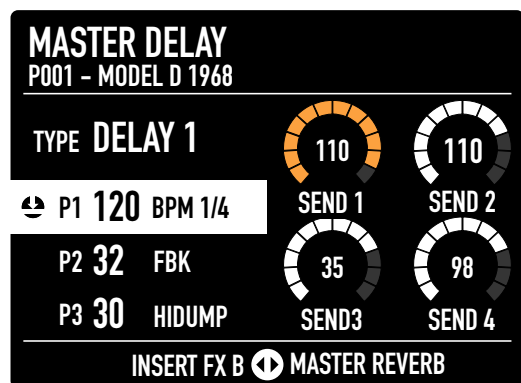 MASTER DELAY
P001 – MODEL D 1968
TYPE DELAY 1
P1 120 BPM 1/4
P2 32 FBK
P3 30 HIDUMP
110
SEND 1
110
SEND 2
35
SEND3
98
SEND 4
INSERT FX B MASTER REVERB